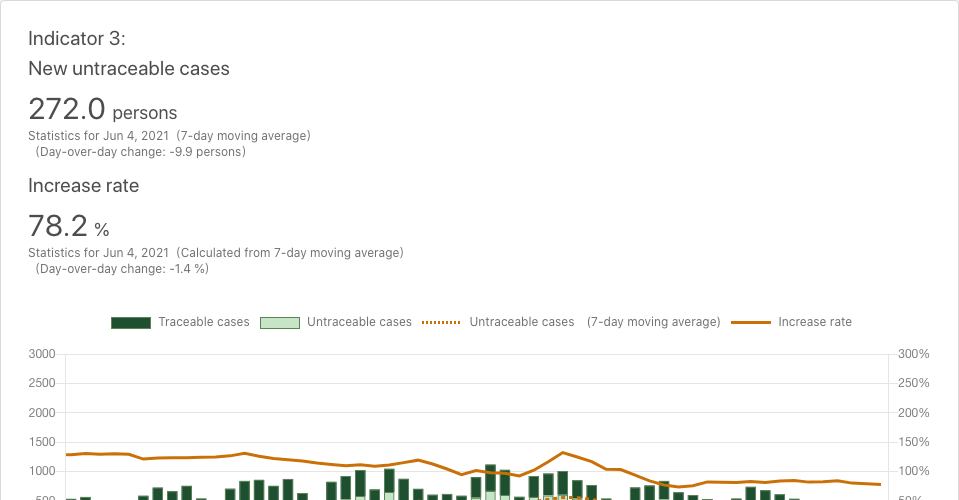 Indicator 3:
New untraceable cases
272.0 persons
Statistics for Jun 4, 2021 (7-day moving average)
(Day-over-day change: -9.9 persons)
Increase rate
78.2 %
Statistics for Jun 4, 2021 (Calculated from 7-day moving average)
(Day-over-day change: -1.4 %)
Traceable cases Untraceable cases Untraceable cases (7-day moving average) Increase rate
3000 300%
2500 250%
2000 200%
1500 150%
1000 100%
500 50%